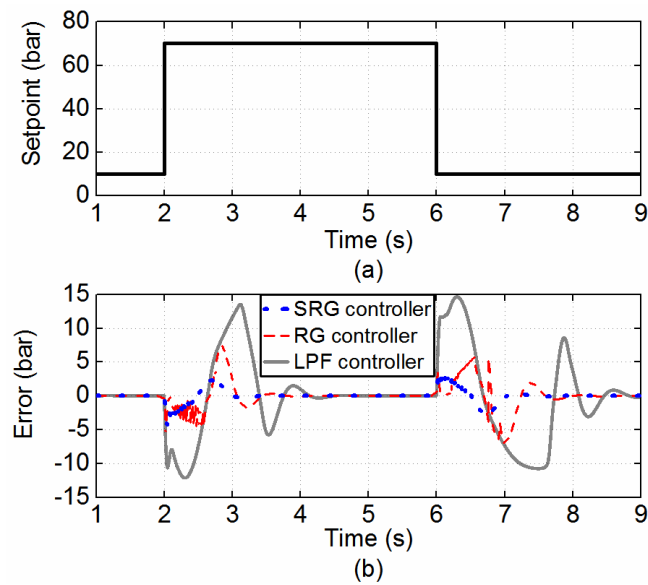 80
60
40
20
0
Setpoint (bar)
1 2 3 4 5 6 7 8 9
Time (s)
(a)
15
10
5
0
-5
-10
-15
Error (bar)
SRG controller
RG controller
LPF controller
1 2 3 4 5 6 7 8 9
Time (s)
(b)